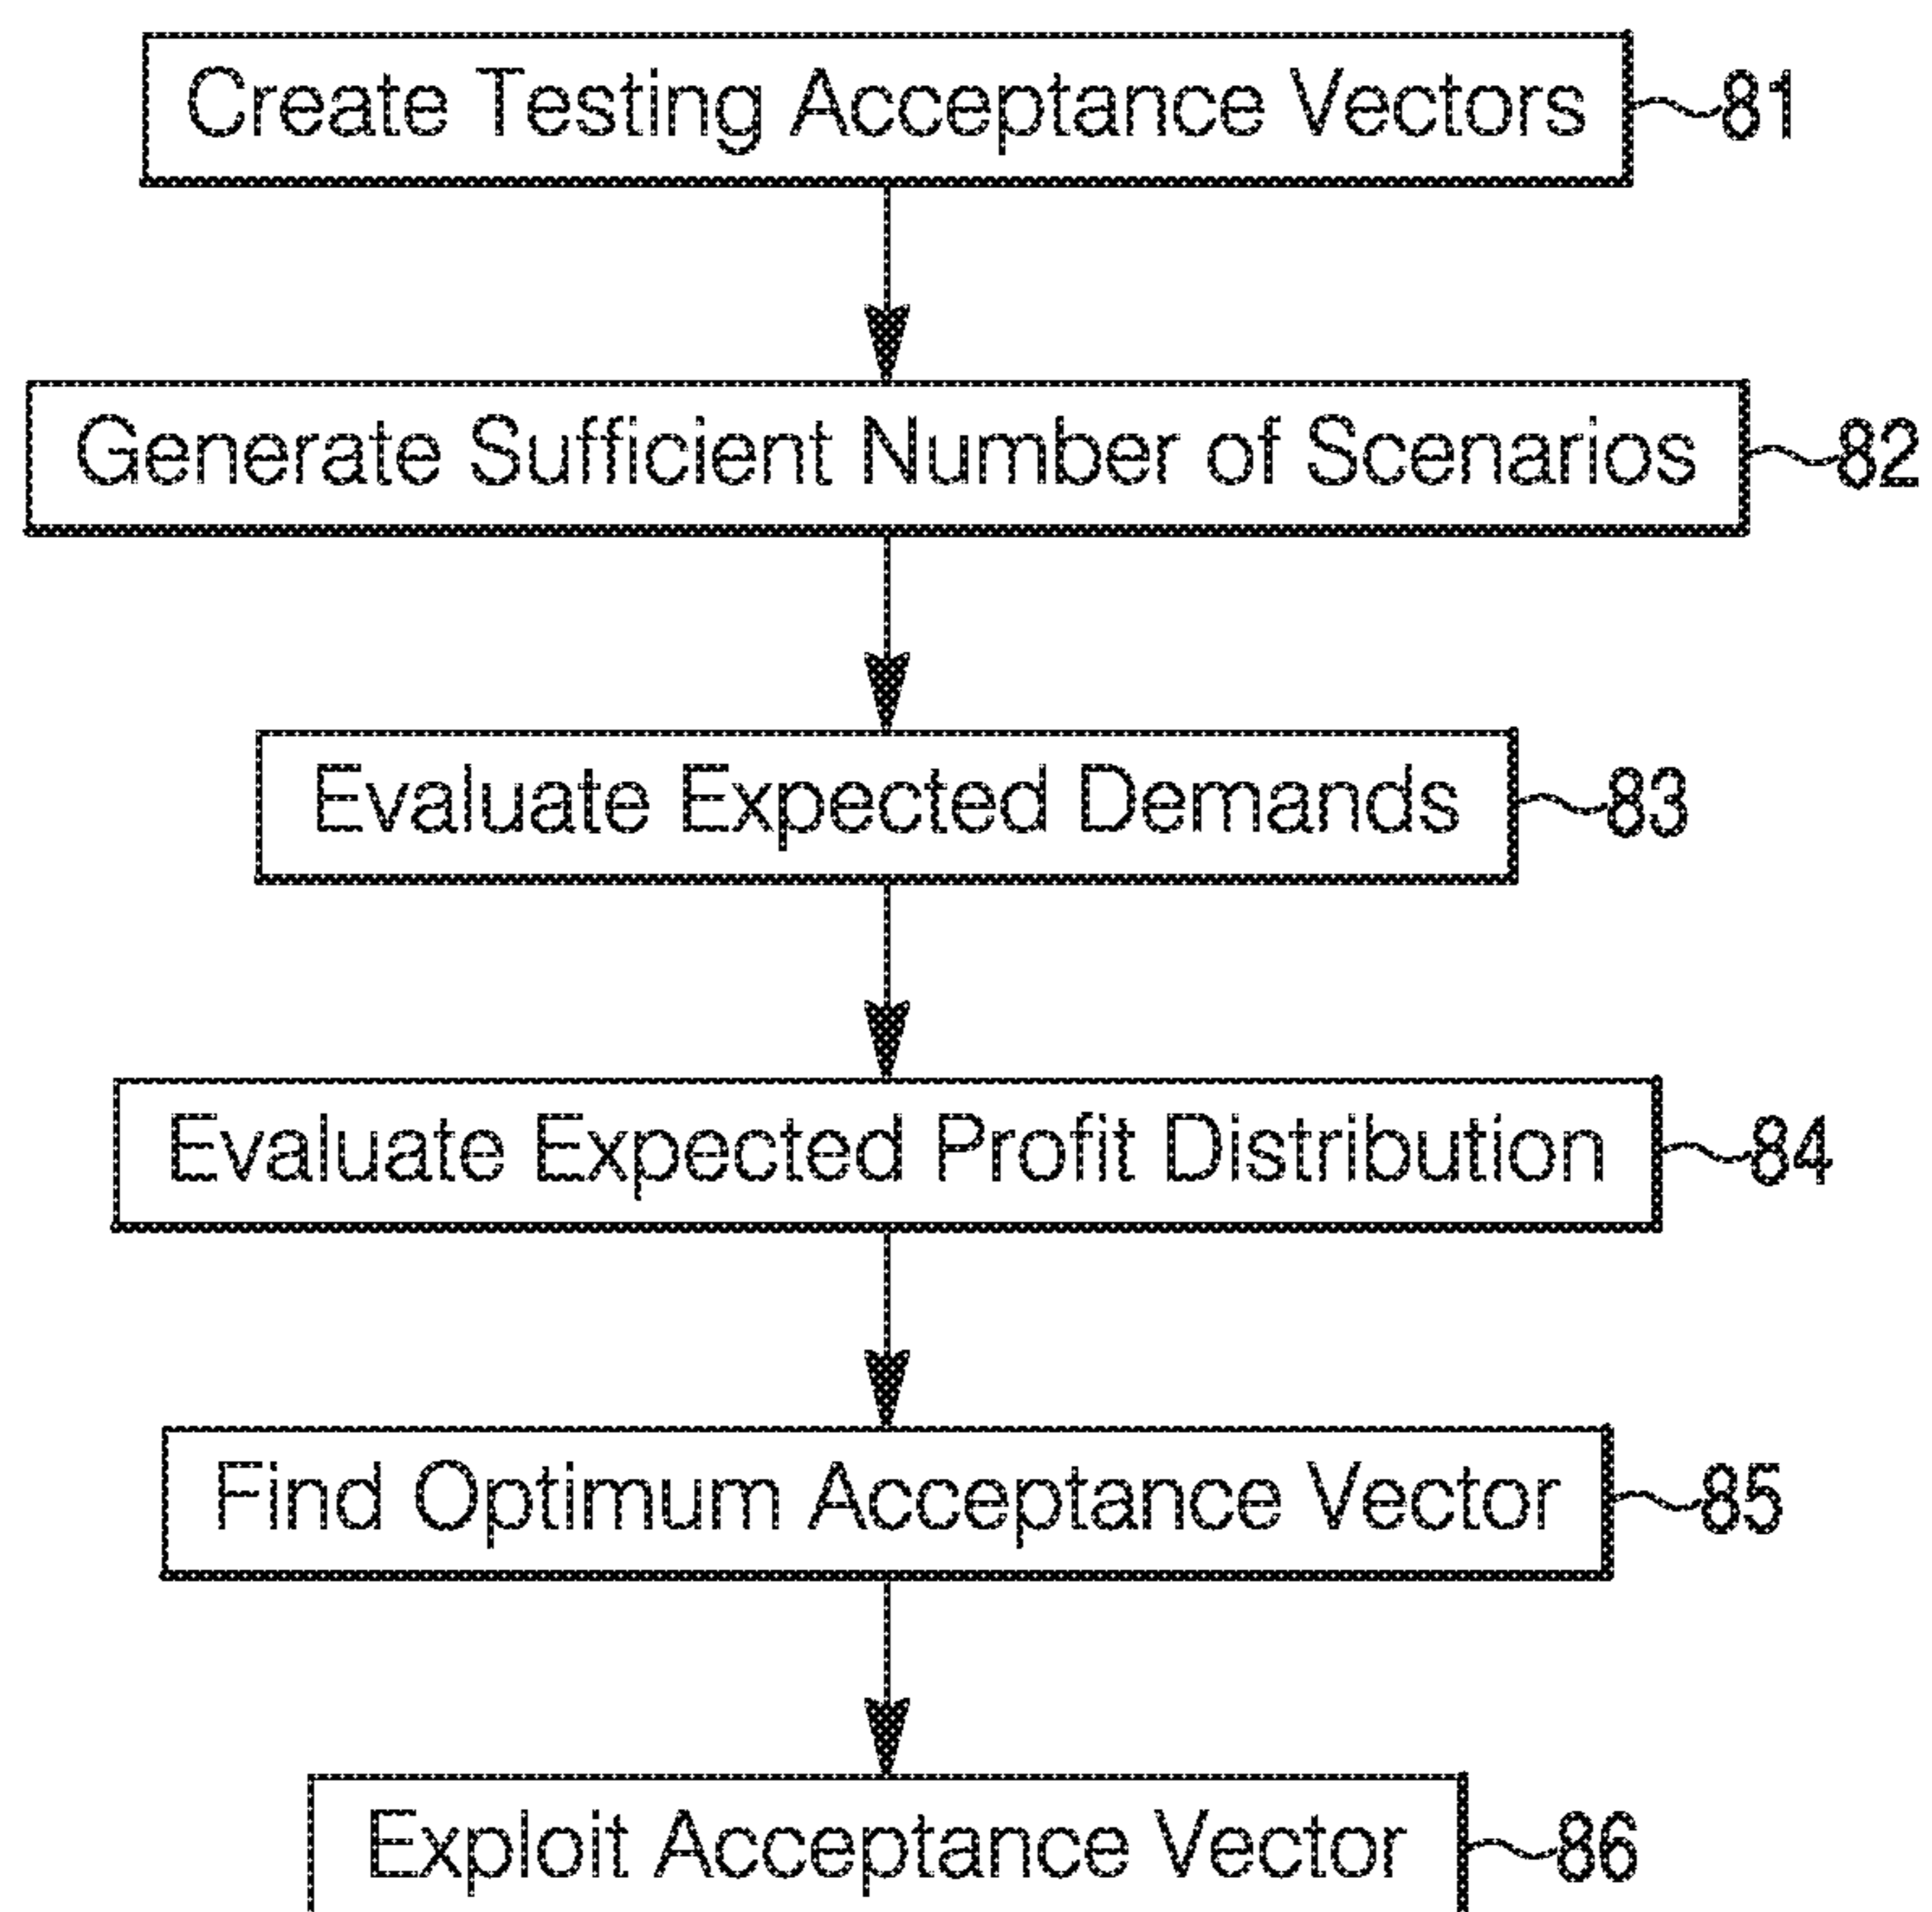 Create Testing Acceptance Vectors 81
Generate Sufficient Number of Scenarios 82
Evaluate Expected Demands 83
Evaluate Expected Profit Distribution 84
Find Optimum Acceptance Vector 85
Exploit Acceptance Vector 86